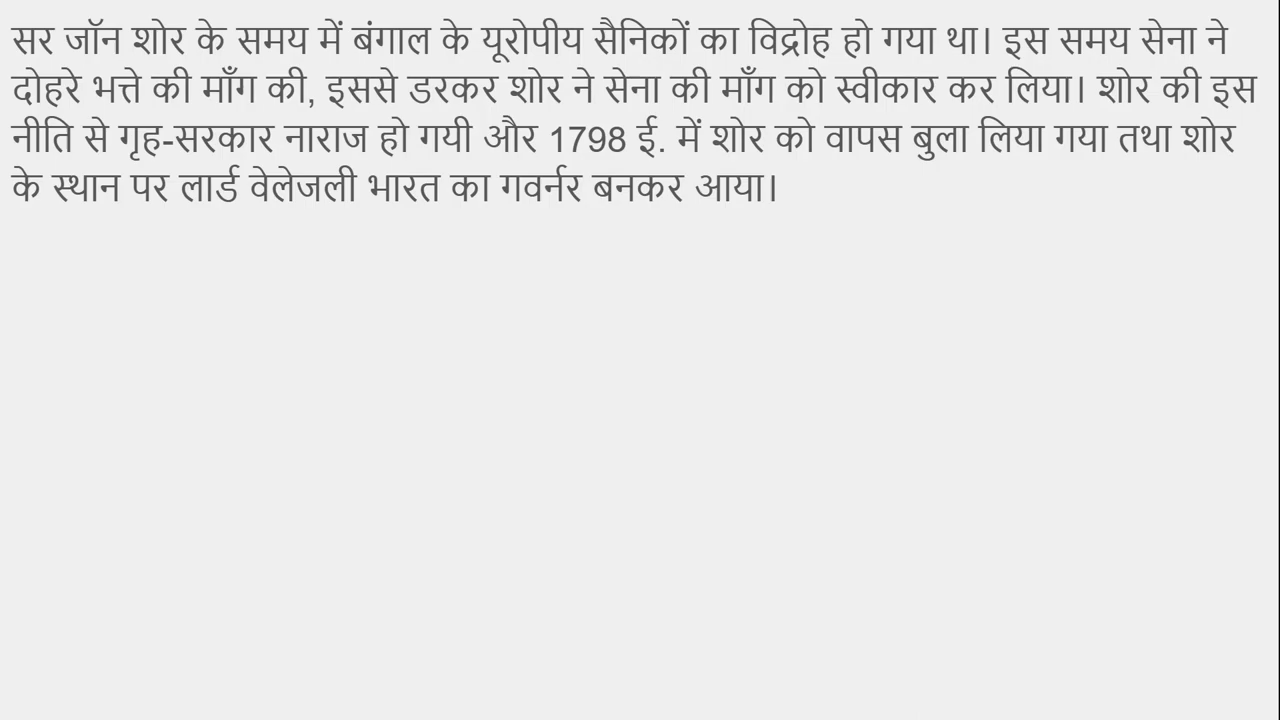 सर जॉन शोर के समय में बंगाल के यूरोपीय सैनिकों का विद्रोह हो गया था। इस समय सेना ने
दोहरे भत्ते की माँग की, इससे डरकर शोर ने सेना की माँग को स्वीकार कर लिया। शोर की इस
नीति से गृह-सरकार नाराज हो गयी और 1798 ई. में शोर को वापस बुला लिया गया तथा शोर
के स्थान पर लार्ड वेलेजली भारत का गवर्नर बनकर आया।